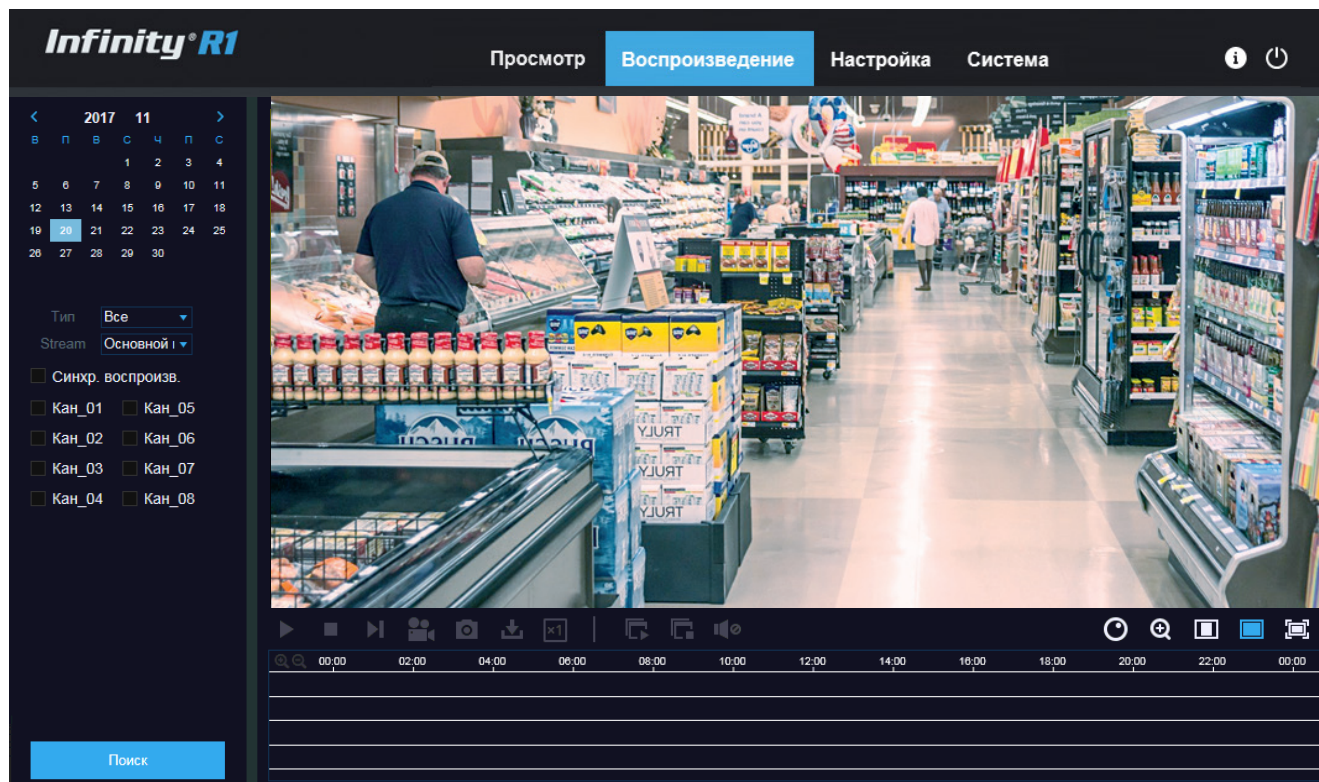 Infinity® R1
Просмотр Воспроизведение Настройка Система
2017 11
В П В С Ч П С
1 2 3 4
5 6 7 8 9 10 11
12 13 14 15 16 17 18
19 20 21 22 23 24 25
26 27 28 29 30
Тип Все
Stream Основной
Синхр. воспроизв.
Кан_01 Кан_05
Кан_02 Кан_06
Кан_03 Кан_07
Кан_04 Кан_08
Поиск
BUSCH
TRULY
TRULY
TRULY
x1
00:00 02:00 04:00 06:00 08:00 10:00 12:00 14:00 16:00 18:00 20:00 22:00 00:00